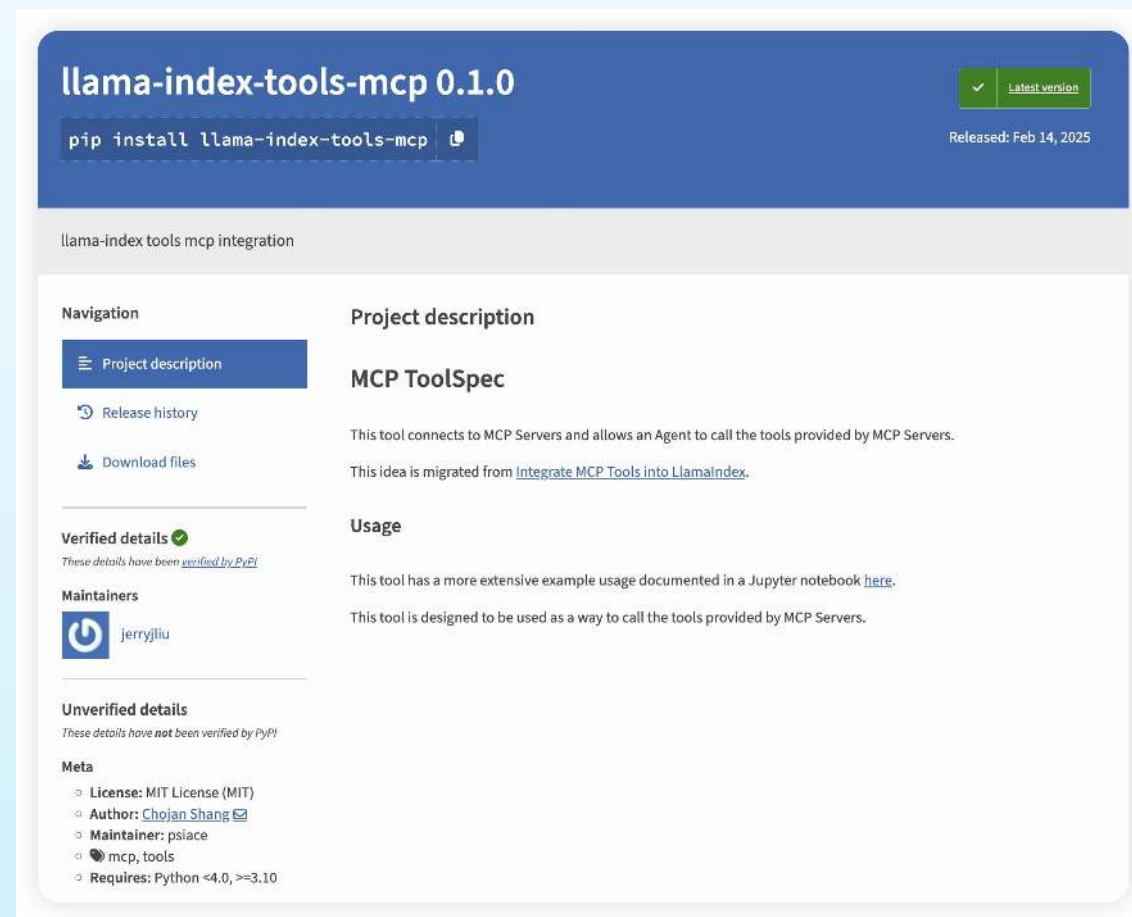 llama-index-tools-mcp 0.1.0
pip install llama-index-tools-mcp
Latest version
Released: Feb 14, 2025
llama-index tools mcp integration
Navigation
Project description
Release history
Download files
Verified details
These details have been verified by PyPI
Maintainers
jerryjliu
Unverified details
These details have not been verified by PyPI
Meta
License: MIT License (MIT)
Author: Chojan Shang
Maintainer: psiace
mcp, tools
Requires: Python <4.0, >=3.10
Project description
MCP ToolSpec
This tool connects to MCP Servers and allows an Agent to call the tools provided by MCP Servers.
This idea is migrated from Integrate MCP Tools into LlamaIndex.
Usage
This tool has a more extensive example usage documented in a Jupyter notebook here.
This tool is designed to be used as a way to call the tools provided by MCP Servers.